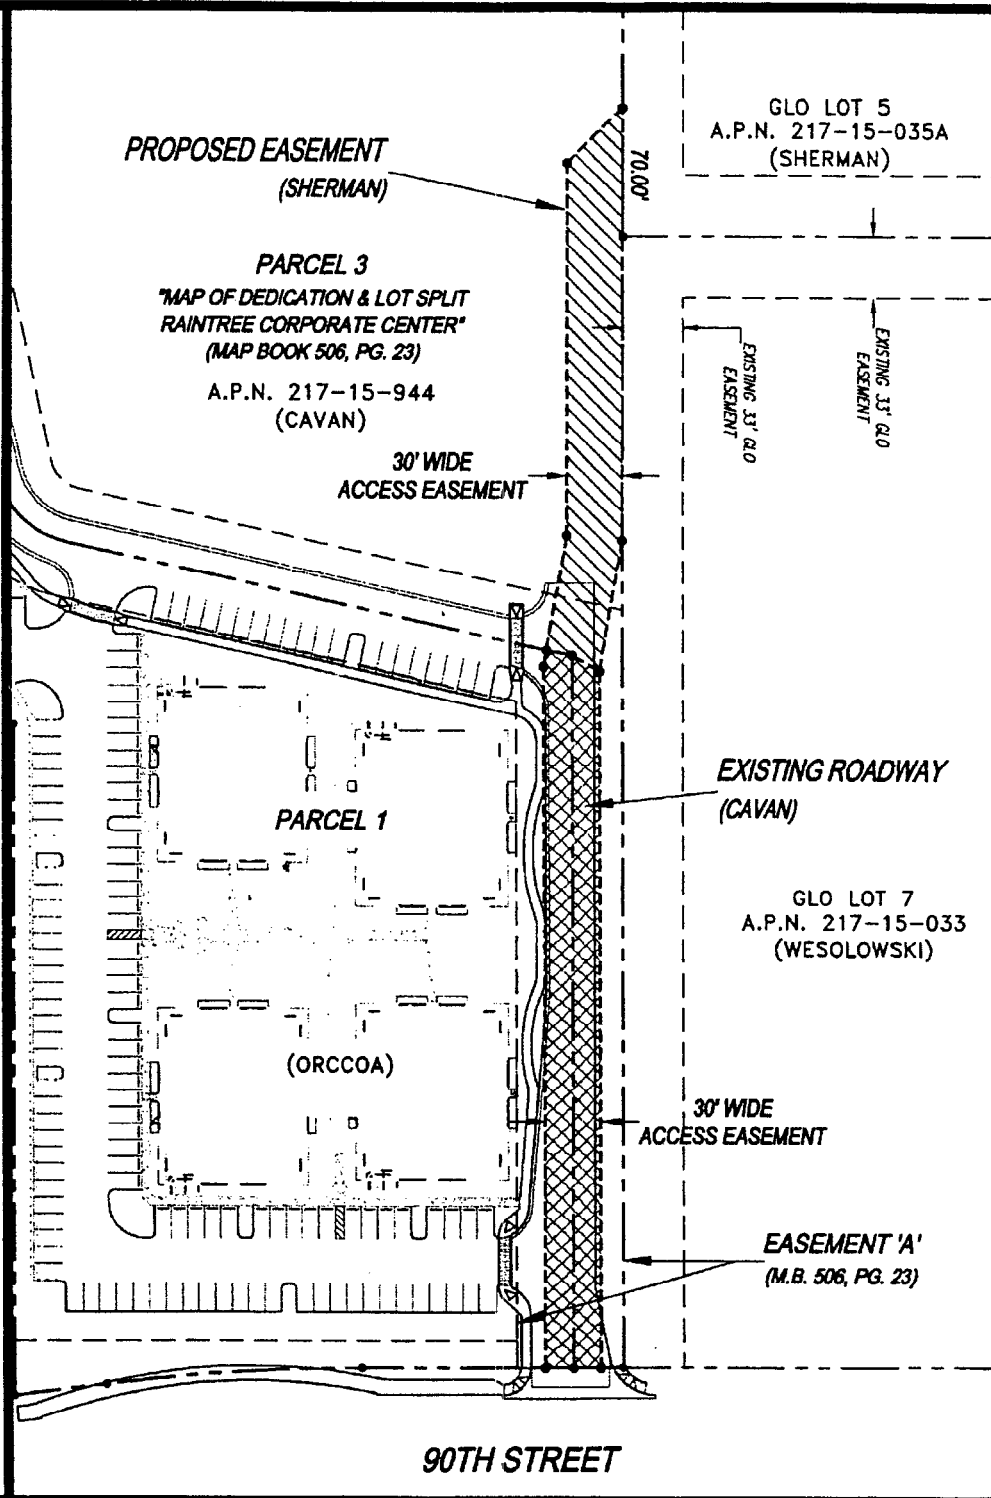 GLO LOT 5
A.P.N. 217-15-035A
(SHERMAN)
PROPOSED EASEMENT
(SHERMAN)
70.00'
PARCEL 3
"MAP OF DEDICATION & LOT SPLIT
RAINTREE CORPORATE CENTER"
(MAP BOOK 506, PG. 23)
A.P.N. 217-15-944
(CAVAN)
EXISTING 33' GLO
EASEMENT
EXISTING 33' GLO
EASEMENT
30' WIDE
ACCESS EASEMENT
EXISTING ROADWAY
(CAVAN)
PARCEL 1
GLO LOT 7
A.P.N. 217-15-033
(WESOLOWSKI)
(ORCCOA)
30' WIDE
ACCESS EASEMENT
EASEMENT 'A'
(M.B. 506, PG. 23)
90TH STREET